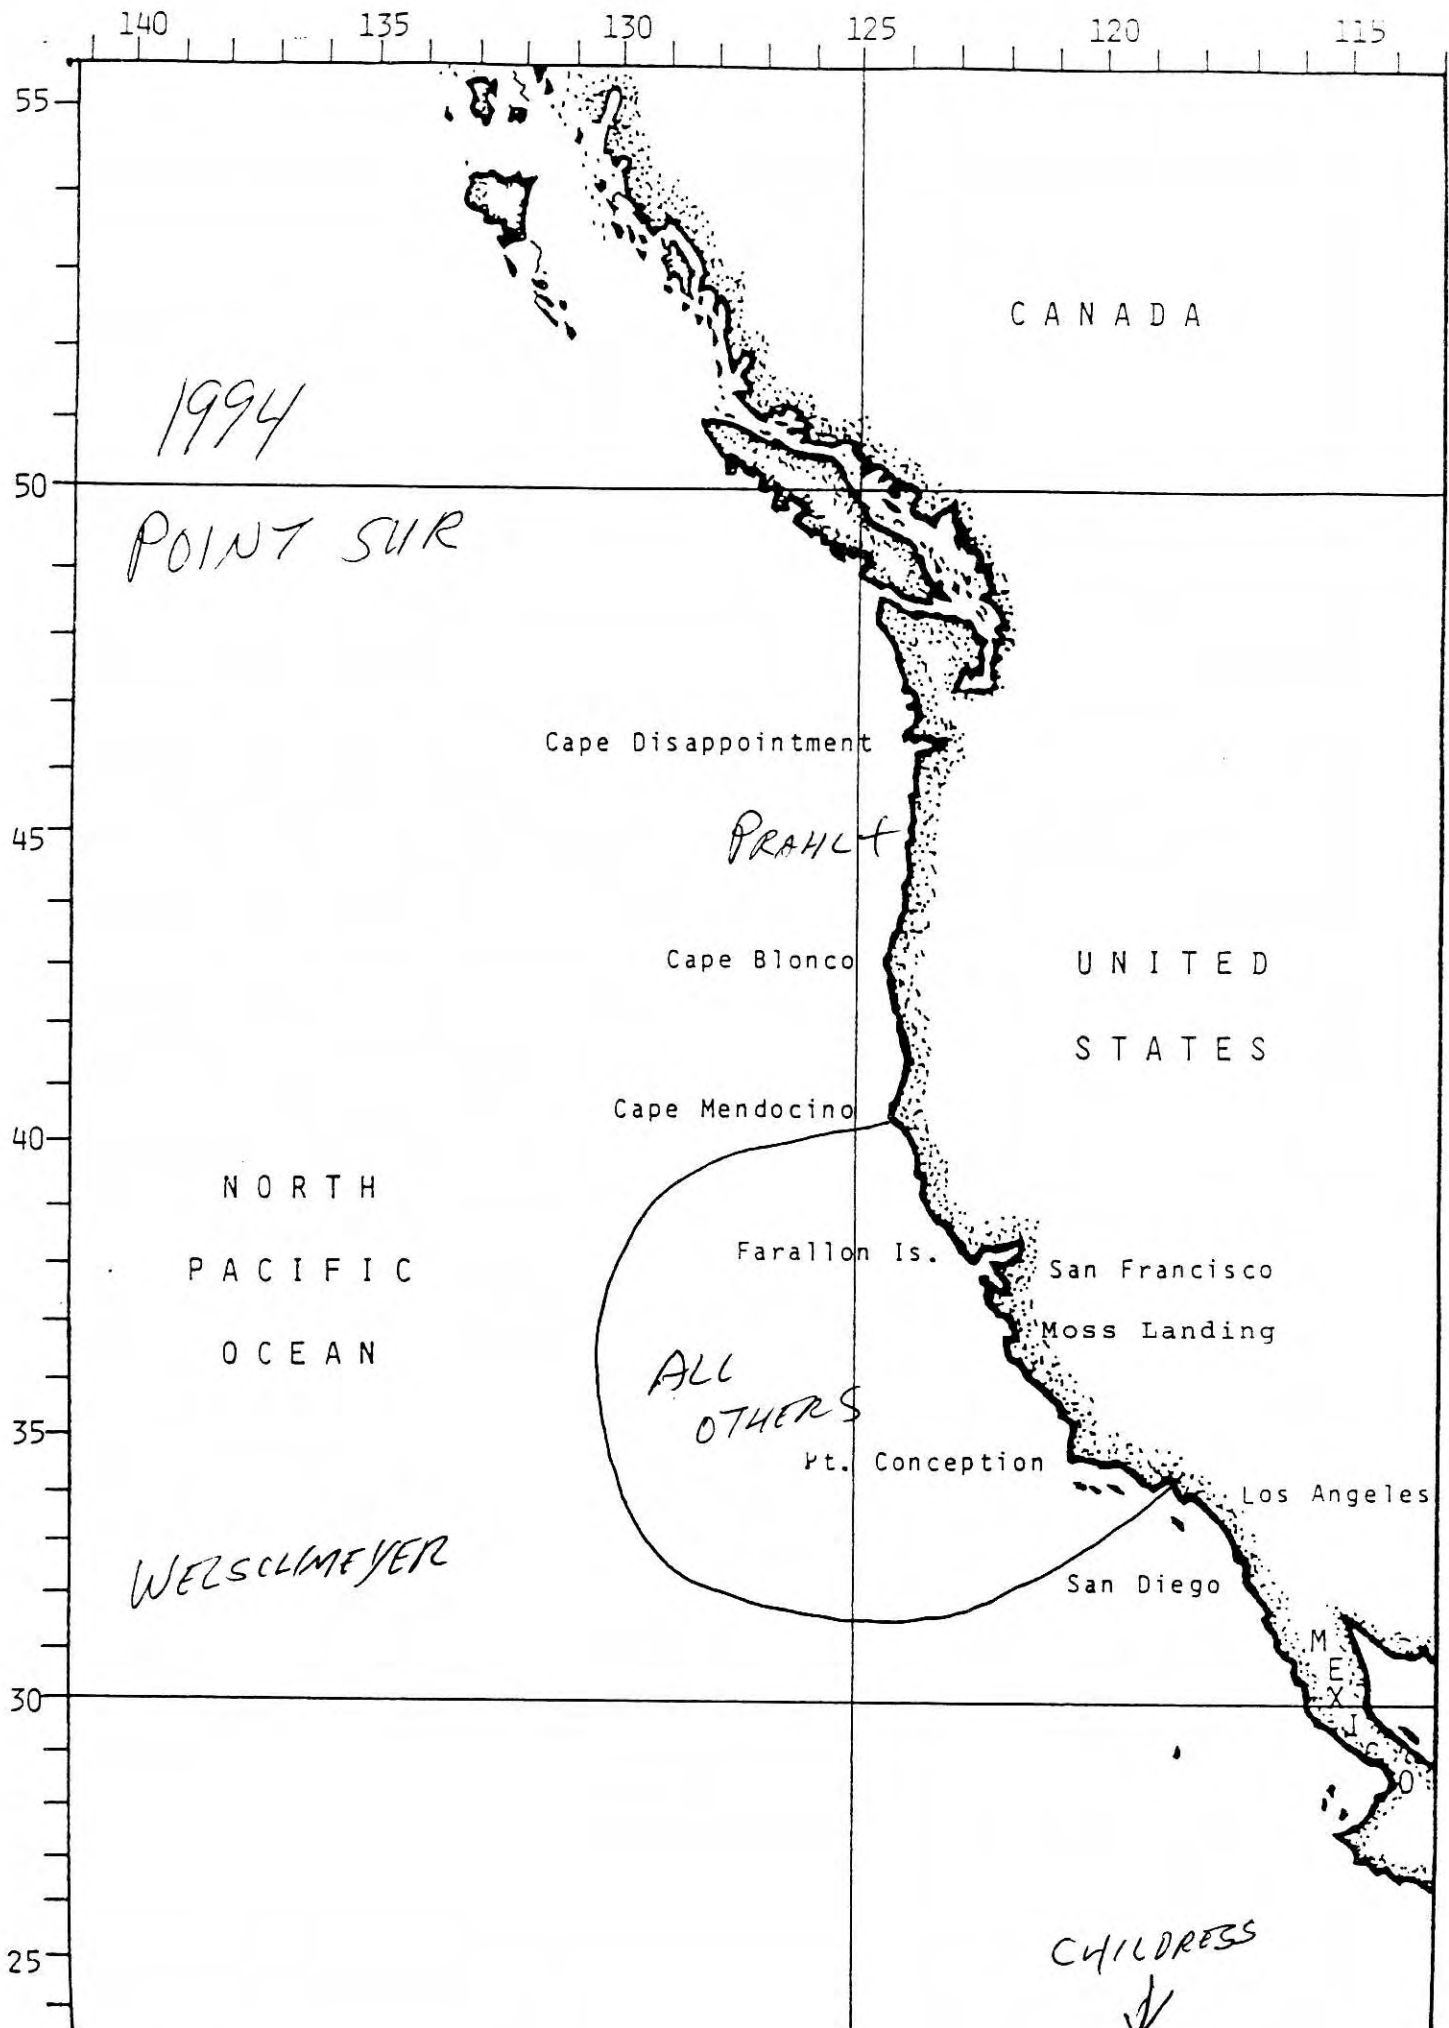 140 135 130 125 120 115
55
CANADA
1994
50
POINT SUR
Cape Disappointment
45
PRAHL +
Cape Blonco
UNITED
STATES
Cape Mendocino
40
NORTH
PACIFIC
OCEAN
Farallon Is.
San Francisco
Moss Landing
ALL
OTHERS
35
Pt. Conception
Los Angeles
WELSCHMEYER
San Diego
MEXICO
30
25
CHILDRESS